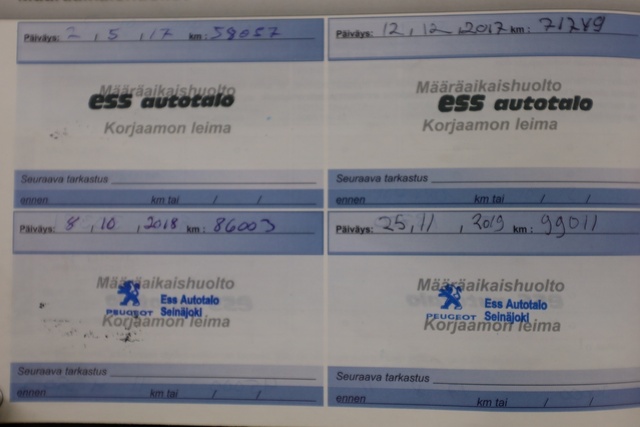 Päiväys: 2 , 5 , 17 km : 58057
Määräaikaishuolto
ess autotalo
Korjaamon leima
Seuraava tarkastus
ennen km tai / /
Päiväys: 12, 12, 2017 km : 71249
Määräaikaishuolto
ess autotalo
Korjaamon leima
Seuraava tarkastus
ennen km tai / /
Päiväys: 8 , 10 , 2018 km : 86003
Määräaikaishuolto
Ess Autotalo
PEUGEOT Seinäjoki
Korjaamon leima
Seuraava tarkastus
ennen km tai / /
Päiväys: 25, 11 , 2019 km : 99011
Määräaikaishuolto
Ess Autotalo
PEUGEOT Seinäjoki
Korjaamon leima
Seuraava tarkastus
ennen km tai / /